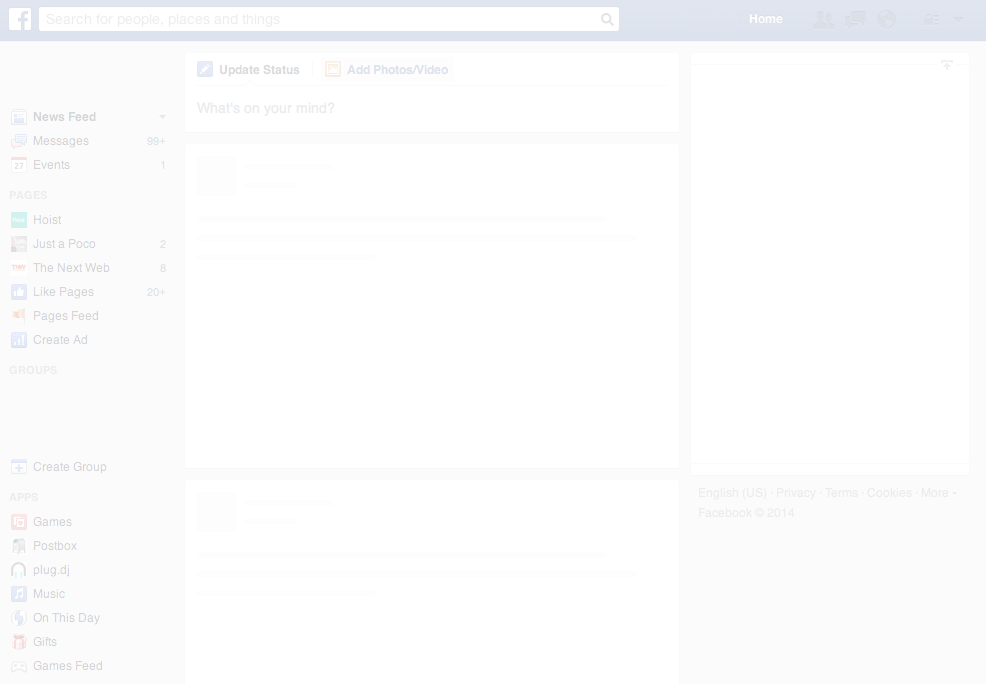 Search for people, places and things
Home
Update Status
Add Photos/Video
What's on your mind?
News Feed
Messages 99+
27 Events 1
PAGES
Hoist
Just a Poco 2
The Next Web 8
Like Pages 20+
Pages Feed
Create Ad
GROUPS
Create Group
APPS
Games
Postbox
plug.dj
Music
On This Day
Gifts
Games Feed
English (US) · Privacy · Terms · Cookies · More
Facebook © 2014